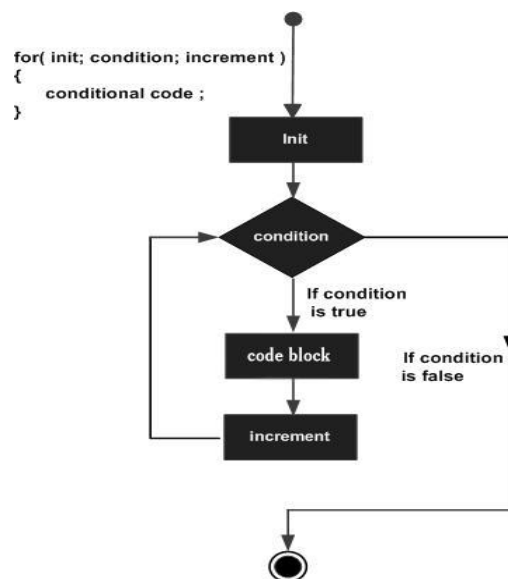 for( init; condition; increment )
{
conditional code ;
}
Init
condition
If condition
is true
code block
If condition
is false
increment